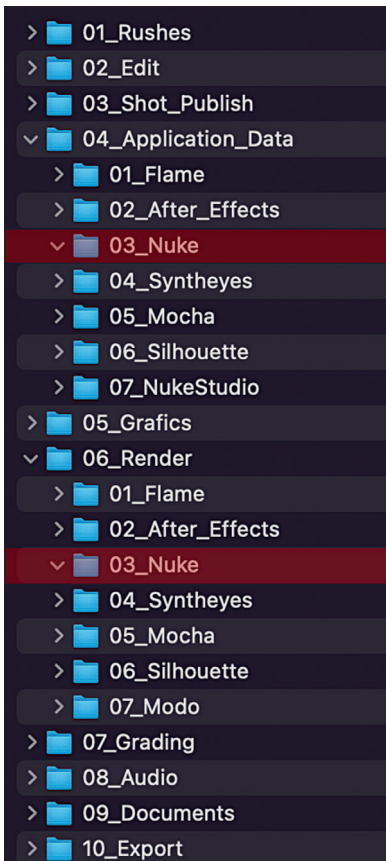 01_Rushes
02_Edit
03_Shot_Publish
04_Application_Data
01_Flame
02_After_Effects
03_Nuke
04_Syntheyes
05_Mocha
06_Silhouette
07_NukeStudio
05_Grafics
06_Render
01_Flame
02_After_Effects
03_Nuke
04_Syntheyes
05_Mocha
06_Silhouette
07_Modo
07_Grading
08_Audio
09_Documents
10_Export